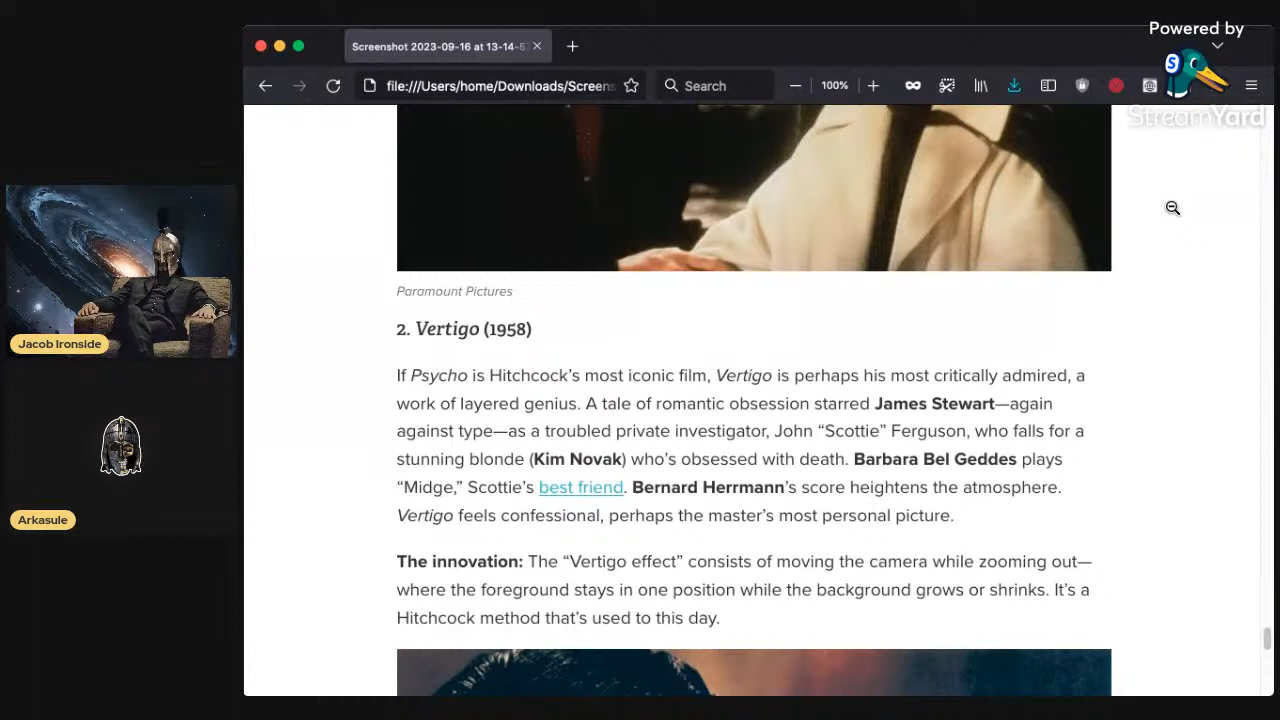 Powered by
StreamYard
Screenshot 2023-09-16 at 13-14-5
file:///Users/home/Downloads/Screens
Search
100%
Paramount Pictures
2. Vertigo (1958)
If Psycho is Hitchcock’s most iconic film, Vertigo is perhaps his most critically admired, a
work of layered genius. A tale of romantic obsession starred James Stewart—again
against type—as a troubled private investigator, John “Scottie” Ferguson, who falls for a
stunning blonde (Kim Novak) who’s obsessed with death. Barbara Bel Geddes plays
“Midge,” Scottie’s best friend. Bernard Herrmann’s score heightens the atmosphere.
Vertigo feels confessional, perhaps the master’s most personal picture.
The innovation: The “Vertigo effect” consists of moving the camera while zooming out—
where the foreground stays in one position while the background grows or shrinks. It’s a
Hitchcock method that’s used to this day.
Jacob Ironside
Arkasule